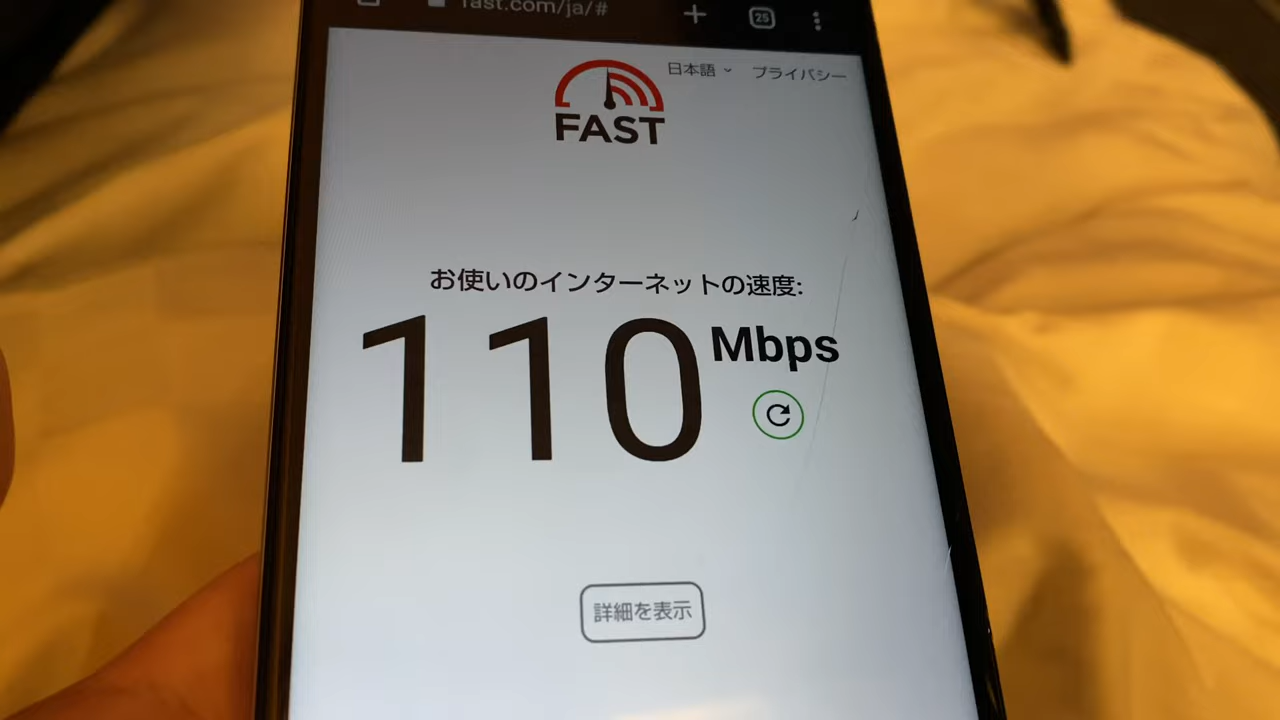 fast.com/ja/#
25
日本語 プライバシー
FAST
お使いのインターネットの速度:
110 Mbps
詳細を表示